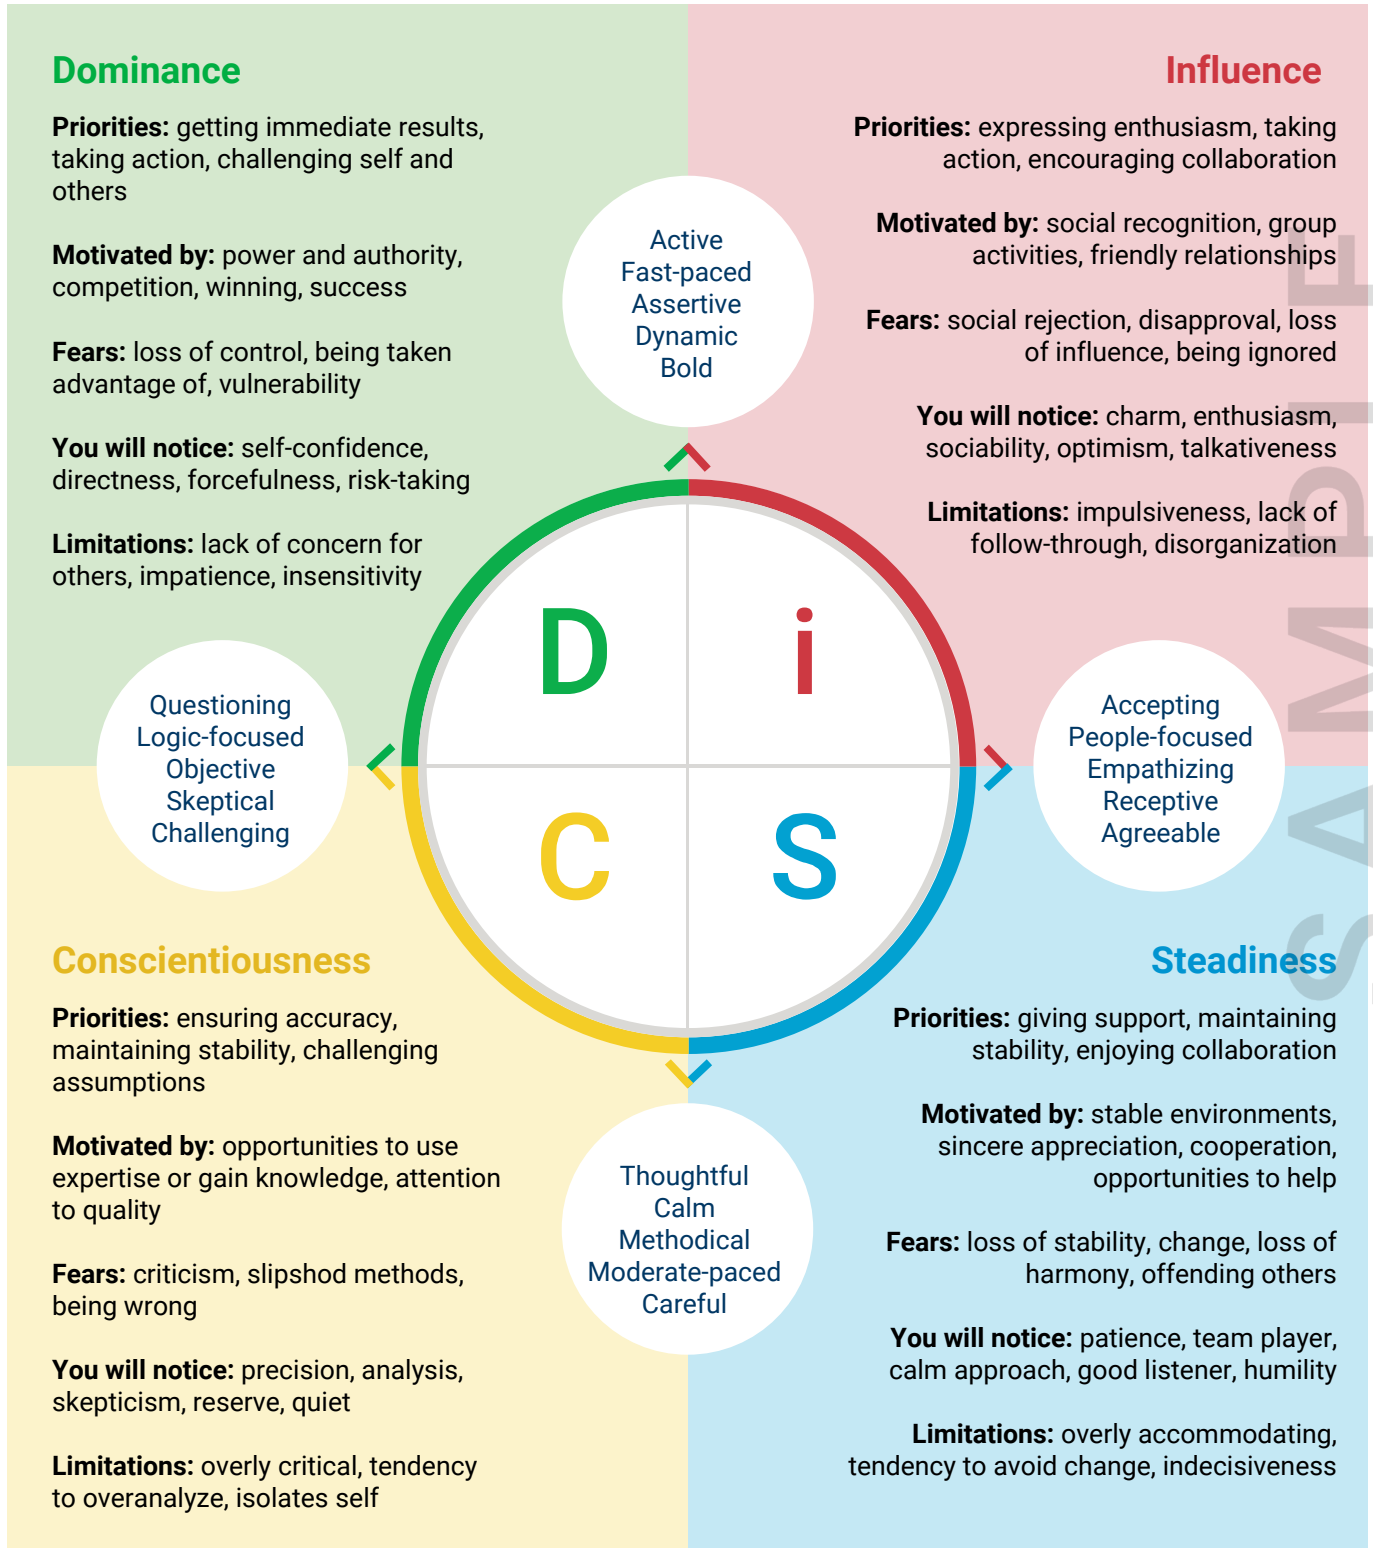 Dominance
Priorities: getting immediate results,
taking action, challenging self and
others
Motivated by: power and authority,
competition, winning, success
Fears: loss of control, being taken
advantage of, vulnerability
You will notice: self-confidence,
directness, forcefulness, risk-taking
Limitations: lack of concern for
others, impatience, insensitivity
Influence
Priorities: expressing enthusiasm, taking
action, encouraging collaboration
Motivated by: social recognition, group
activities, friendly relationships
Fears: social rejection, disapproval, loss
of influence, being ignored
You will notice: charm, enthusiasm,
sociability, optimism, talkativeness
Limitations: impulsiveness, lack of
follow-through, disorganization
Active
Fast-paced
Assertive
Dynamic
Bold
D
i
C
S
Questioning
Logic-focused
Objective
Skeptical
Challenging
Accepting
People-focused
Empathizing
Receptive
Agreeable
Conscientiousness
Priorities: ensuring accuracy,
maintaining stability, challenging
assumptions
Motivated by: opportunities to use
expertise or gain knowledge, attention
to quality
Fears: criticism, slipshod methods,
being wrong
You will notice: precision, analysis,
skepticism, reserve, quiet
Limitations: overly critical, tendency
to overanalyze, isolates self
Thoughtful
Calm
Methodical
Moderate-paced
Careful
Steadiness
Priorities: giving support, maintaining
stability, enjoying collaboration
Motivated by: stable environments,
sincere appreciation, cooperation,
opportunities to help
Fears: loss of stability, change, loss of
harmony, offending others
You will notice: patience, team player,
calm approach, good listener, humility
Limitations: overly accommodating,
tendency to avoid change, indecisiveness
SAMPLE